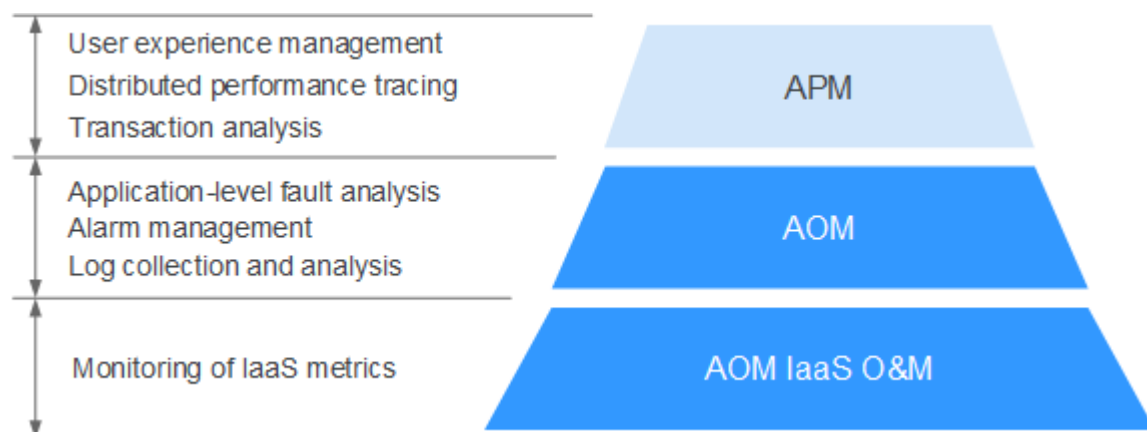 User experience management
Distributed performance tracing
Transaction analysis
APM
Application-level fault analysis
Alarm management
Log collection and analysis
AOM
Monitoring of IaaS metrics
AOM IaaS O&M